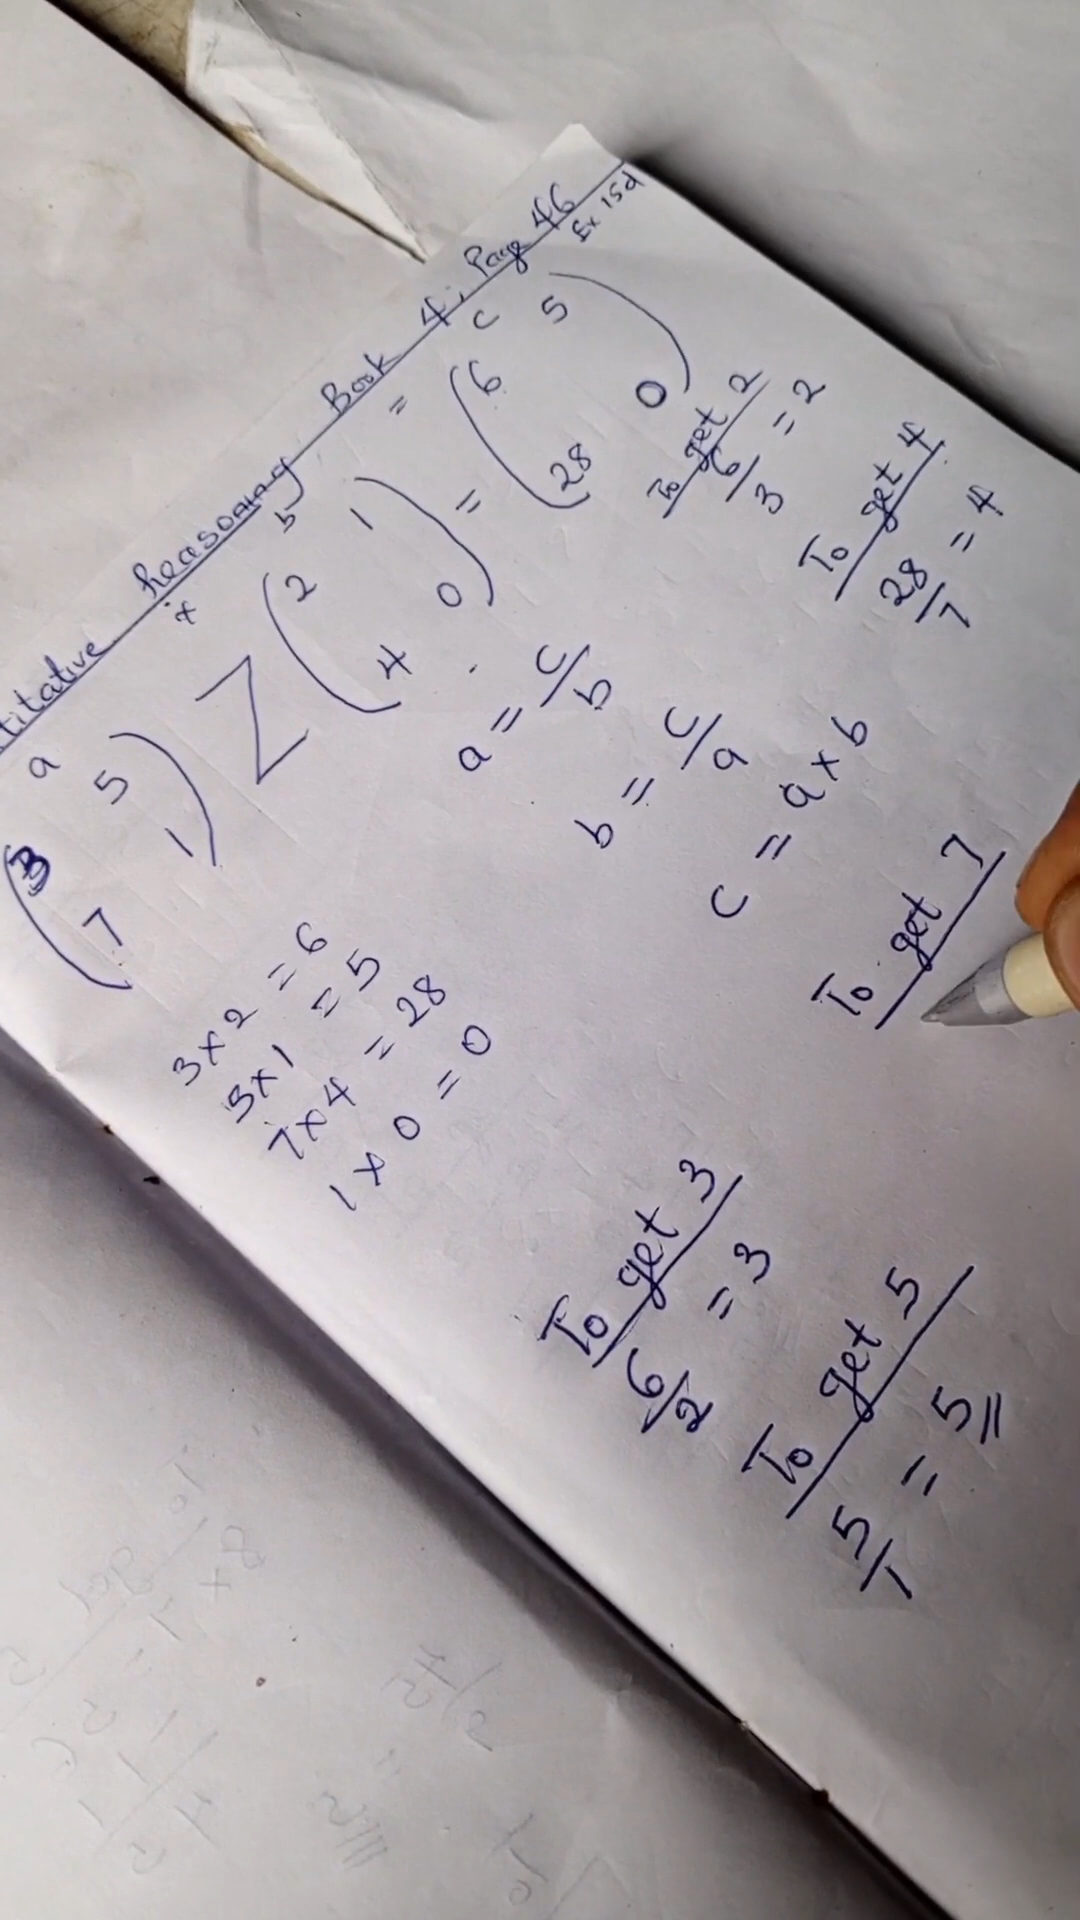 titative Reasoning Book 4, Page 46
Ex 15d
a × b = c
(3 5 Z (2 1 = (6 5
7 1) 4 0) 28 0)
3 × 2 = 6
5 × 1 = 5
7 × 4 = 28
1 × 0 = 0
a = c/b
b = c/a
c = a × b
To get 2
6/3 = 2
To get 4
28/7 = 4
To get 3
6/2 = 3
To get 5
5/1 = 5
To get 7